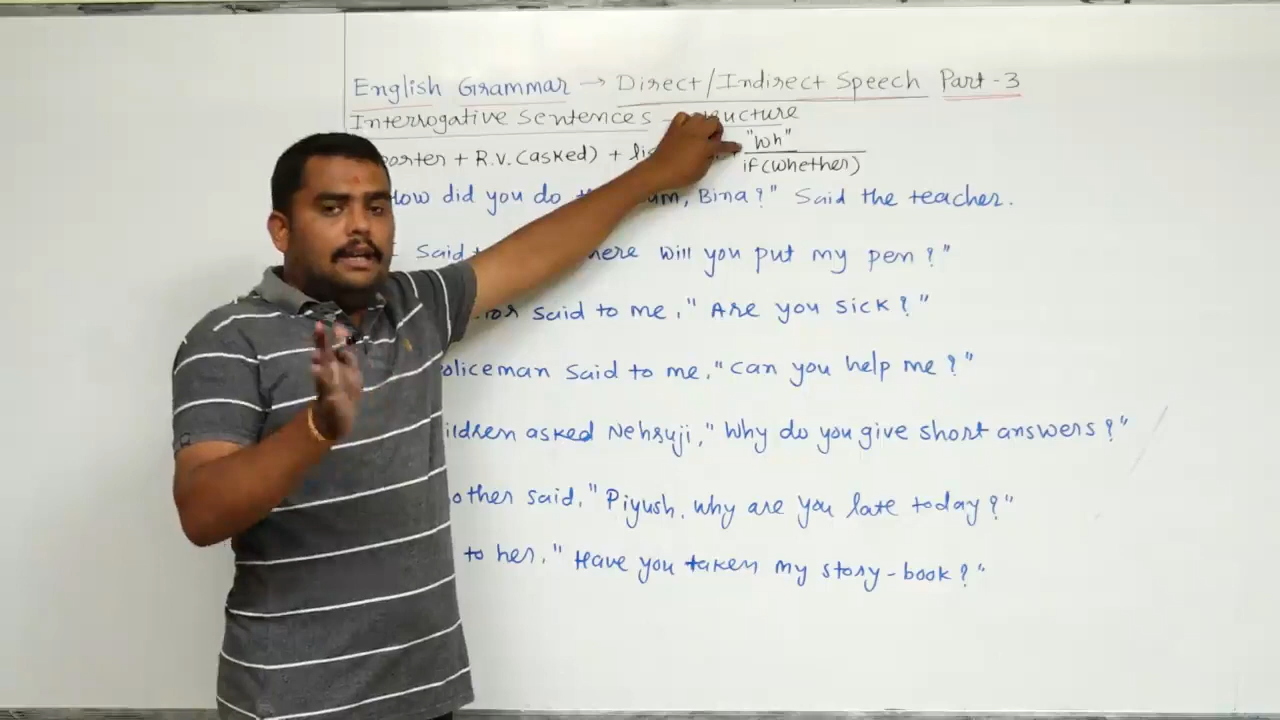 English Grammar → Direct/Indirect Speech Part-3
Interrogative Sentences
+ R.V. (asked) + "Wh"
if (whether)
How did you do Bina?" Said the teacher.
Said will you put my pen?"
said to me, "Are you sick?"
Said to me, "Can you help me?"
asked Nehruji, "Why do you give short answers?"
said, "Piyush, why are you late today?"
to her, "Have you taken my story-book?"